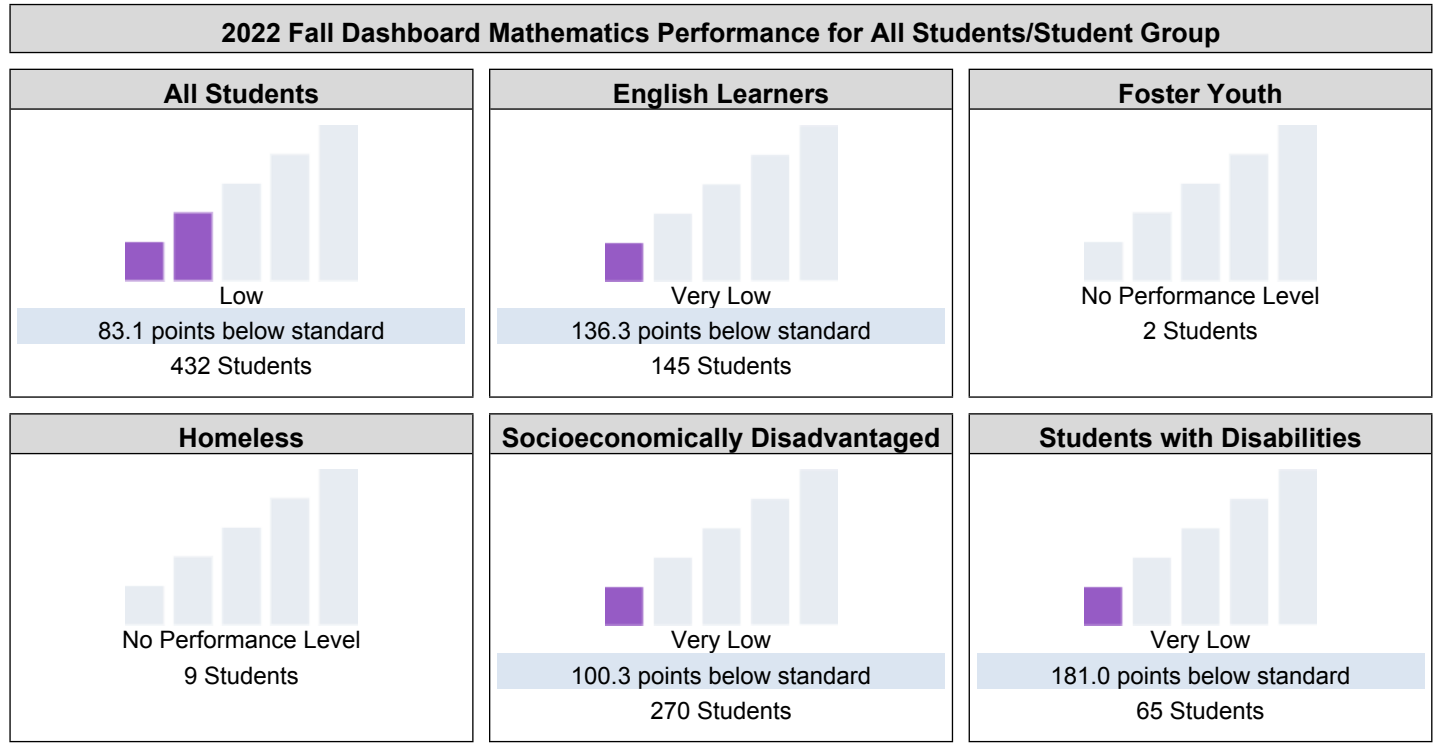 2022 Fall Dashboard Mathematics Performance for All Students/Student Group
All Students
Low
83.1 points below standard
432 Students
English Learners
Very Low
136.3 points below standard
145 Students
Foster Youth
No Performance Level
2 Students
Homeless
No Performance Level
9 Students
Socioeconomically Disadvantaged
Very Low
100.3 points below standard
270 Students
Students with Disabilities
Very Low
181.0 points below standard
65 Students